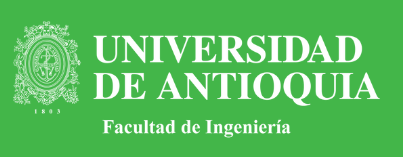 UNIVERSIDAD
DE ANTIOQUIA
1803
Facultad de Ingeniería